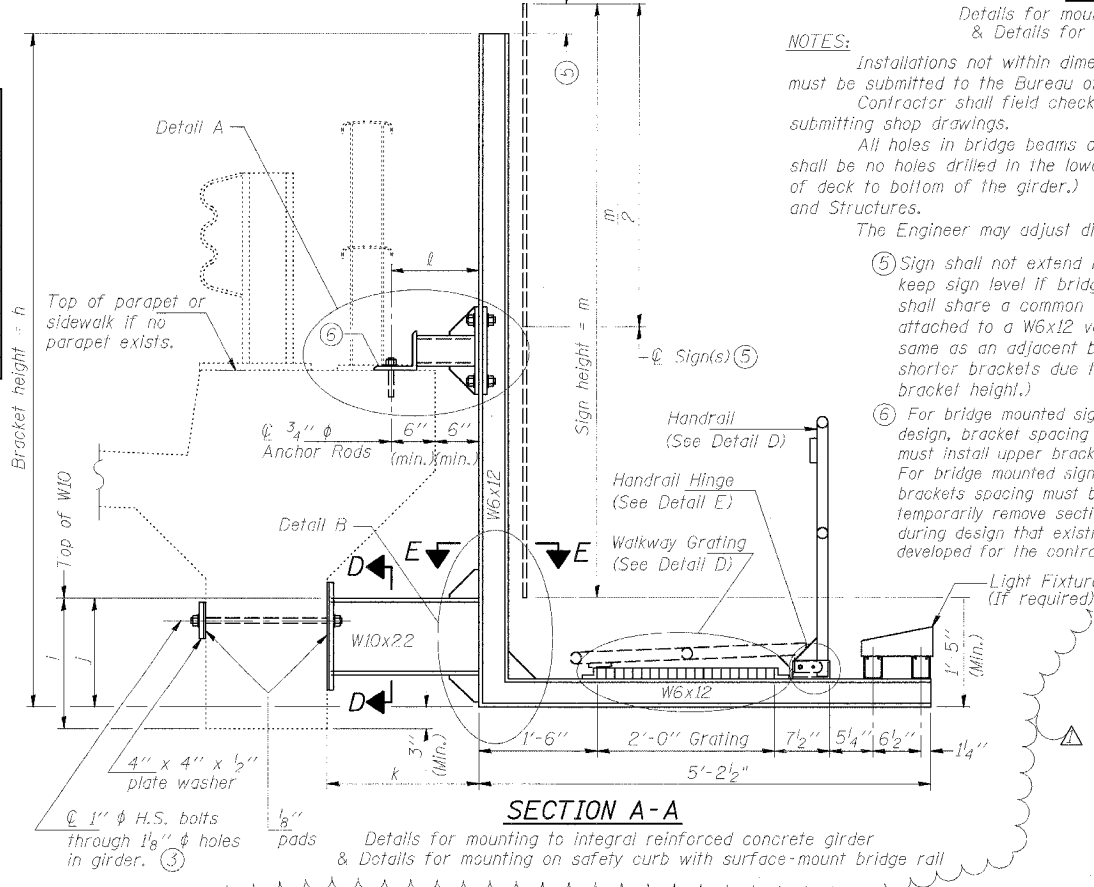 Details for mou
& Details for
NOTES:
Installations not within dime
must be submitted to the Bureau of
Contractor shall field check
submitting shop drawings.
All holes in bridge beams o
shall be no holes drilled in the lowe
of deck to bottom of the girder.)
and Structures.
The Engineer may adjust di
⑤ Sign shall not extend
keep sign level if bridg
shall share a common
attached to a W6x12 ve
same as an adjacent b
shorter brackets due t
bracket height.)
⑥ For bridge mounted sig
design, bracket spacing
must install upper brack
For bridge mounted sign
brackets spacing must b
temporarily remove secti
during design that existi
developed for the contra
Detail A
⑤
Top of parapet or
sidewalk if no
parapet exists.
ℓ
⑥
m/2
Sign height = m
Bracket height = h
℄ Sign(s) ⑤
℄ 3/4" ϕ
Anchor Rods
6"
(min.)
6"
(min.)
W6x12
Handrail
(See Detail D)
Handrail Hinge
(See Detail E)
Walkway Grating
(See Detail D)
Detail B
E
E
D
D
Top of W10
i
j
W10x22
W6x12
Light Fixture
(If required)
1'-5"
(Min.)
3"
(Min.)
1'-6"
2'-0" Grating
7 1/2"
5 1/4"
6 1/2"
1 1/4"
k
5'-2 1/2"
1
4" x 4" x 1/2"
plate washer
℄ 1" ϕ H.S. bolts
through 1 1/8" ϕ holes
in girder. ③
1/8"
pads
SECTION A-A
Details for mounting to integral reinforced concrete girder
& Details for mounting on safety curb with surface-mount bridge rail